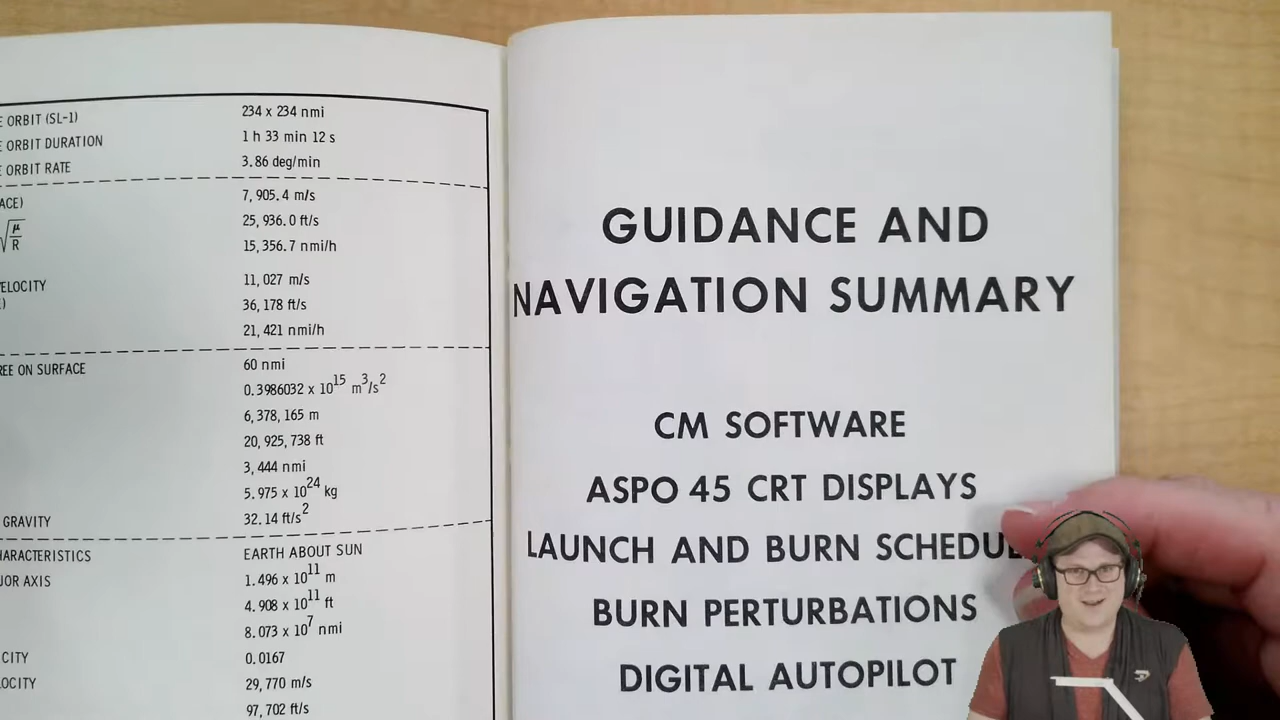 E ORBIT (SL-1) 234 x 234 nmi
E ORBIT DURATION 1 h 33 min 12 s
E ORBIT RATE 3.86 deg/min
ACE) 7,905.4 m/s
√μ/R 25,936.0 ft/s
15,356.7 nmi/h
VELOCITY 11,027 m/s
) 36,178 ft/s
21,421 nmi/h
REE ON SURFACE 60 nmi
0.3986032 x 10^15 m^3/s^2
6,378,165 m
20,925,738 ft
3,444 nmi
5.975 x 10^24 kg
GRAVITY 32.14 ft/s^2
HARACTERISTICS EARTH ABOUT SUN
JOR AXIS 1.496 x 10^11 m
4.908 x 10^11 ft
8.073 x 10^7 nmi
CITY 0.0167
LOCITY 29,770 m/s
97,702 ft/s
GUIDANCE AND
NAVIGATION SUMMARY
CM SOFTWARE
ASPO 45 CRT DISPLAYS
LAUNCH AND BURN SCHEDU
BURN PERTURBATIONS
DIGITAL AUTOPILOT